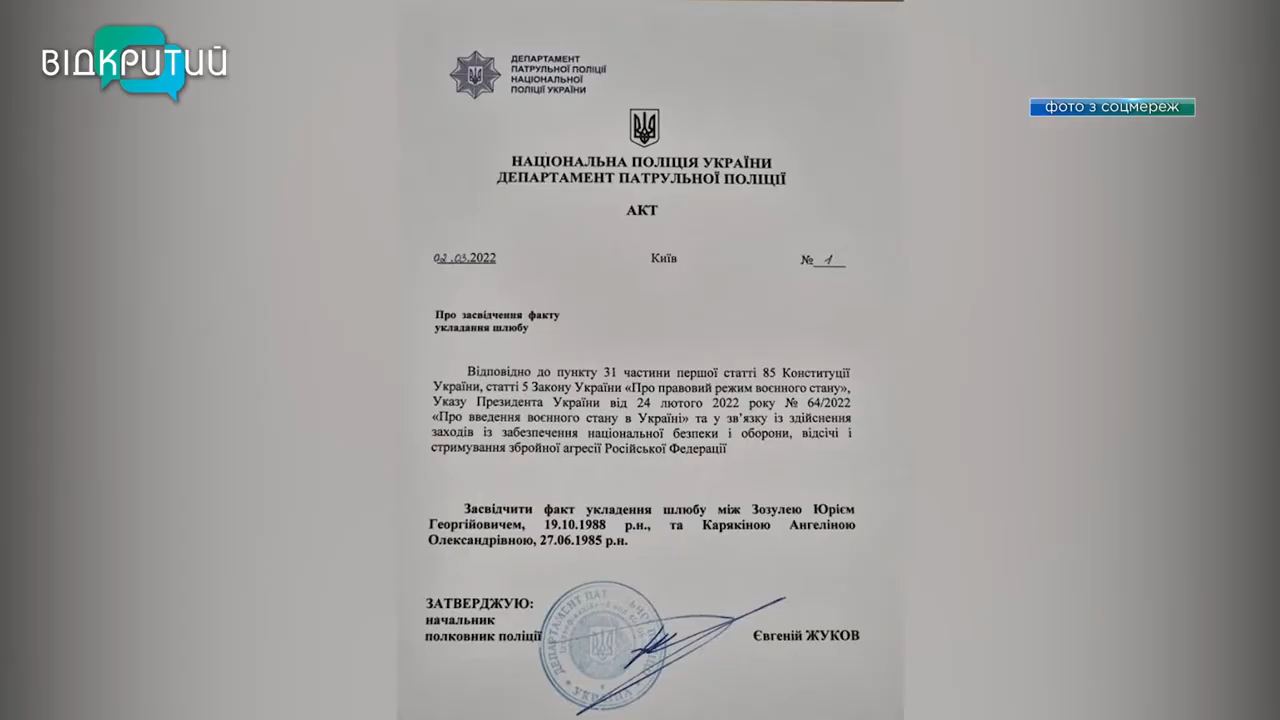 ВІДКРИТИЙ
фото з соцмереж
ДЕПАРТАМЕНТ
ПАТРУЛЬНОЇ ПОЛІЦІЇ
НАЦІОНАЛЬНОЇ
ПОЛІЦІЇ УКРАЇНИ
НАЦІОНАЛЬНА ПОЛІЦІЯ УКРАЇНИ
ДЕПАРТАМЕНТ ПАТРУЛЬНОЇ ПОЛІЦІЇ
АКТ
02.03.2022 Київ № 1
Про засвідчення факту
укладання шлюбу
Відповідно до пункту 31 частини першої статті 85 Конституції
України, статті 5 Закону України «Про правовий режим воєнного стану»,
Указу Президента України від 24 лютого 2022 року № 64/2022
«Про введення воєнного стану в Україні» та у зв’язку із здійснення
заходів із забезпечення національної безпеки і оборони, відсічі і
стримування збройної агресії Російської Федерації
Засвідчити факт укладення шлюбу між Зозулею Юрієм
Георгійовичем, 19.10.1988 р.н., та Карякіною Ангеліною
Олександрівною, 27.06.1985 р.н.
ЗАТВЕРДЖУЮ:
начальник
полковник поліції Євгеній ЖУКОВ